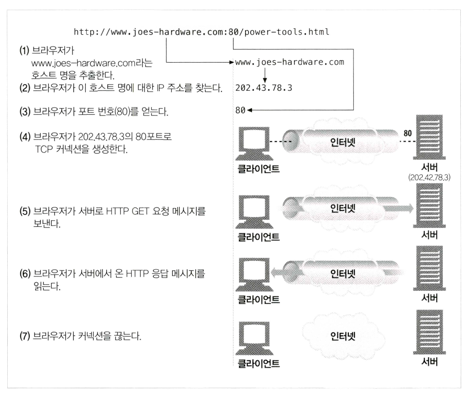 http://www.joes-hardware.com:80/power-tools.html
(1) 브라우저가
www.joes-hardware.com라는
호스트 명을 추출한다.
www.joes-hardware.com
(2) 브라우저가 이 호스트 명에 대한 IP 주소를 찾는다.
202.43.78.3
(3) 브라우저가 포트 번호(80)를 얻는다.
80
(4) 브라우저가 202.43.78.3의 80포트로
TCP 커넥션을 생성한다.
인터넷
80
클라이언트
서버
(202.42.78.3)
(5) 브라우저가 서버로 HTTP GET 요청 메시지를
보낸다.
인터넷
클라이언트
서버
(6) 브라우저가 서버에서 온 HTTP 응답 메시지를
읽는다.
인터넷
클라이언트
서버
(7) 브라우저가 커넥션을 끊는다.
인터넷
클라이언트
서버